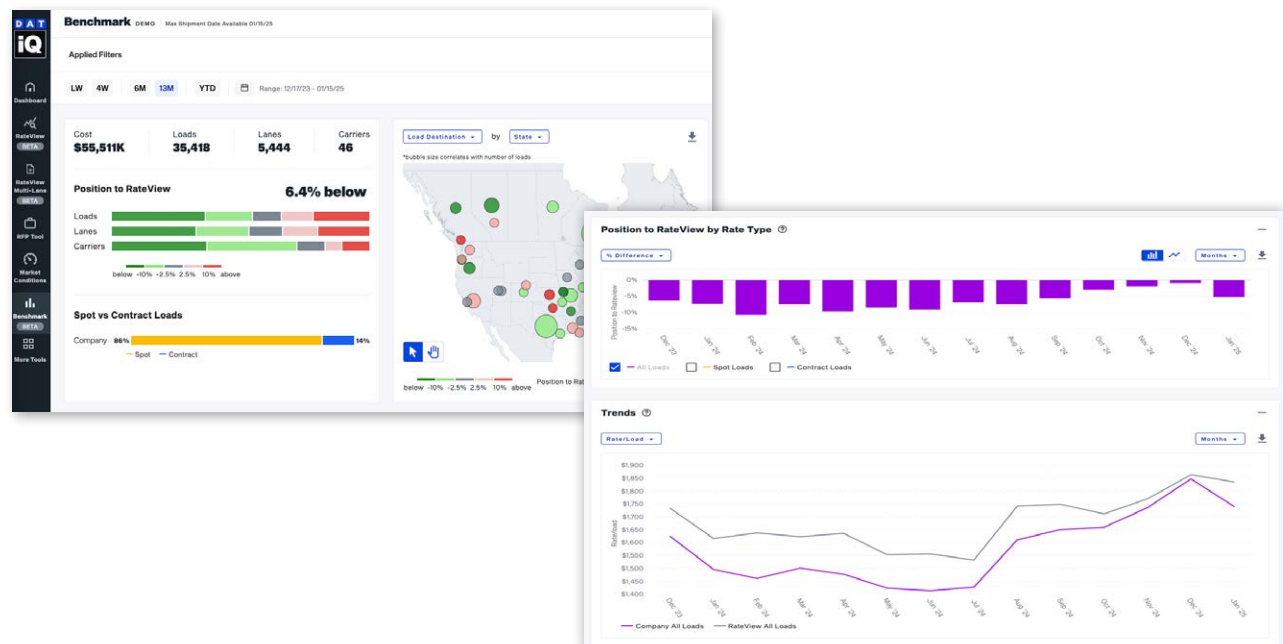 DAT
iQ
Dashboard
RateView
BETA
RateView
Multi-Lane
BETA
RFP Tool
Market
Conditions
Benchmark
BETA
More Tools
Benchmark DEMO Max Shipment Date Available 01/15/25
Applied Filters
LW 4W 6M 13M YTD Range: 12/17/23 - 01/15/25
Cost Loads Lanes Carriers
$55,511K 35,418 5,444 46
Position to RateView 6.4% below
Loads
Lanes
Carriers
below -10% -2.5% 2.5% 10% above
Spot vs Contract Loads
Company 86% 14%
Spot Contract
Load Destination by State
*bubble size correlates with number of loads
below -10% -2.5% 2.5% 10% above Position to Rat
Position to RateView by Rate Type
% Difference Months
Position to Rateview
0%
-5%
-10%
-15%
Dec '23 Jan '24 Feb '24 Mar '24 Apr '24 May '24 Jun '24 Jul '24 Aug '24 Sep '24 Oct '24 Nov '24 Dec '24 Jan '25
All Loads Spot Loads Contract Loads
Trends
Rate/Load Months
Rate/load
$1,900
$1,850
$1,800
$1,750
$1,700
$1,650
$1,600
$1,550
$1,500
$1,450
$1,400
Dec '23 Jan '24 Feb '24 Mar '24 Apr '24 May '24 Jun '24 Jul '24 Aug '24 Sep '24 Oct '24 Nov '24 Dec '24 Jan '25
Company All Loads RateView All Loads